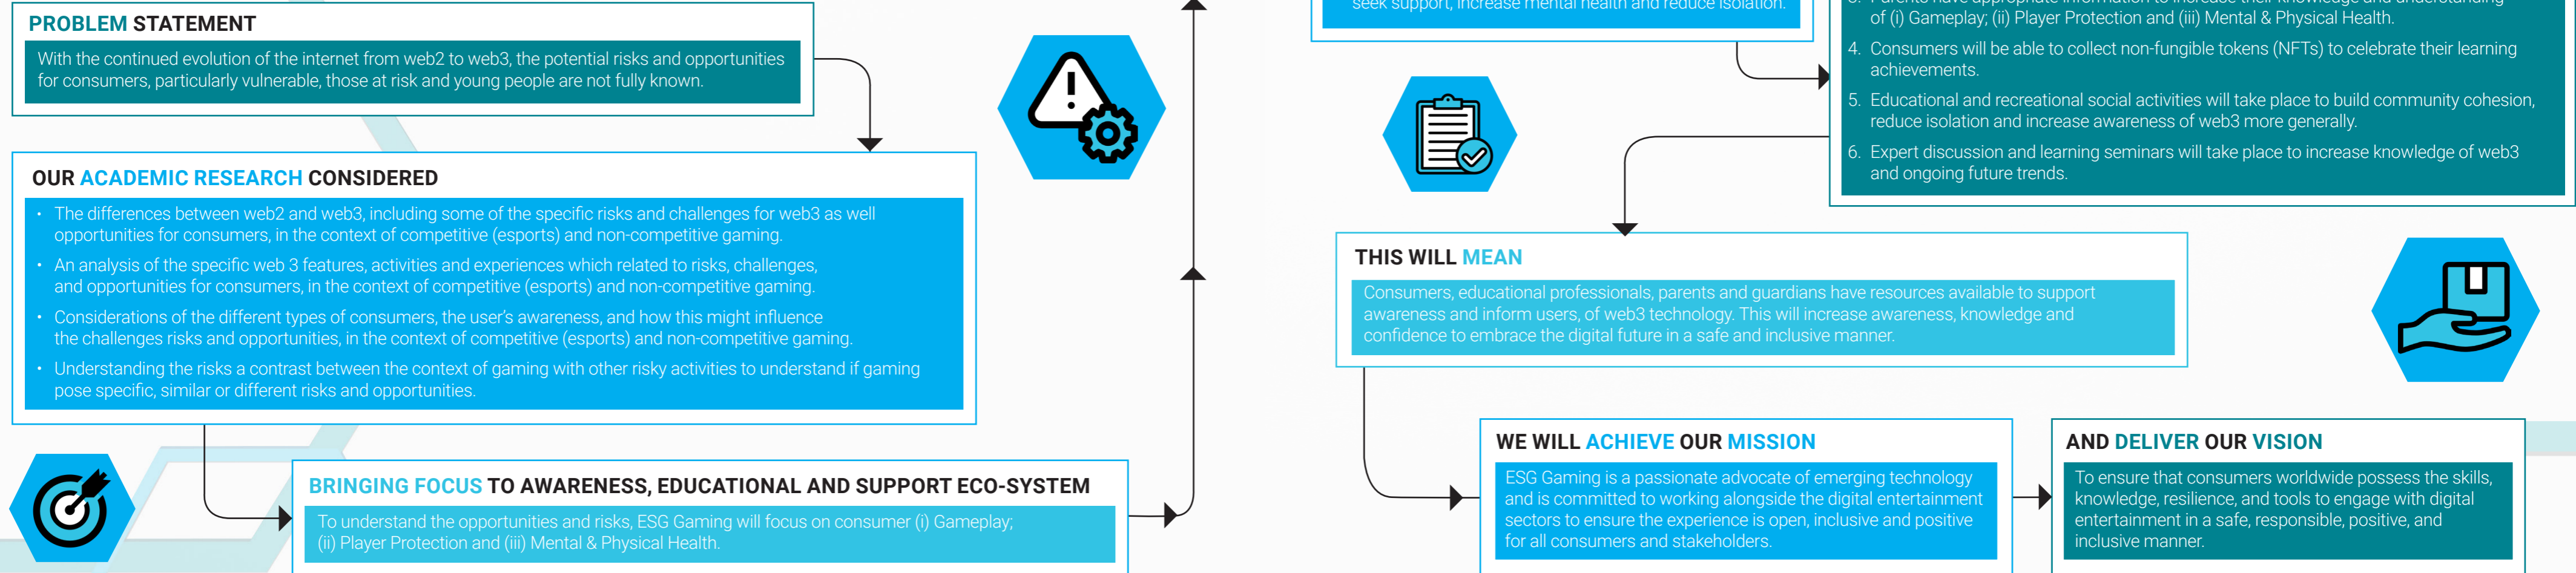 PROBLEM STATEMENT
With the continued evolution of the internet from web2 to web3, the potential risks and opportunities
for consumers, particularly vulnerable, those at risk and young people are not fully known.
OUR ACADEMIC RESEARCH CONSIDERED
• The differences between web2 and web3, including some of the specific risks and challenges for web3 as well
opportunities for consumers, in the context of competitive (esports) and non-competitive gaming.
• An analysis of the specific web 3 features, activities and experiences which related to risks, challenges,
and opportunities for consumers, in the context of competitive (esports) and non-competitive gaming.
• Considerations of the different types of consumers, the user's awareness, and how this might influence
the challenges risks and opportunities, in the context of competitive (esports) and non-competitive gaming.
• Understanding the risks a contrast between the context of gaming with other risky activities to understand if gaming
pose specific, similar or different risks and opportunities.
BRINGING FOCUS TO AWARENESS, EDUCATIONAL AND SUPPORT ECO-SYSTEM
To understand the opportunities and risks, ESG Gaming will focus on consumer (i) Gameplay;
(ii) Player Protection and (iii) Mental & Physical Health.
seek support, increase mental health and reduce isolation.
3. Parents have appropriate information to increase their knowledge and understanding
of (i) Gameplay; (ii) Player Protection and (iii) Mental & Physical Health.
4. Consumers will be able to collect non-fungible tokens (NFTs) to celebrate their learning
achievements.
5. Educational and recreational social activities will take place to build community cohesion,
reduce isolation and increase awareness of web3 more generally.
6. Expert discussion and learning seminars will take place to increase knowledge of web3
and ongoing future trends.
THIS WILL MEAN
Consumers, educational professionals, parents and guardians have resources available to support
awareness and inform users, of web3 technology. This will increase awareness, knowledge and
confidence to embrace the digital future in a safe and inclusive manner.
WE WILL ACHIEVE OUR MISSION
ESG Gaming is a passionate advocate of emerging technology
and is committed to working alongside the digital entertainment
sectors to ensure the experience is open, inclusive and positive
for all consumers and stakeholders.
AND DELIVER OUR VISION
To ensure that consumers worldwide possess the skills,
knowledge, resilience, and tools to engage with digital
entertainment in a safe, responsible, positive, and
inclusive manner.